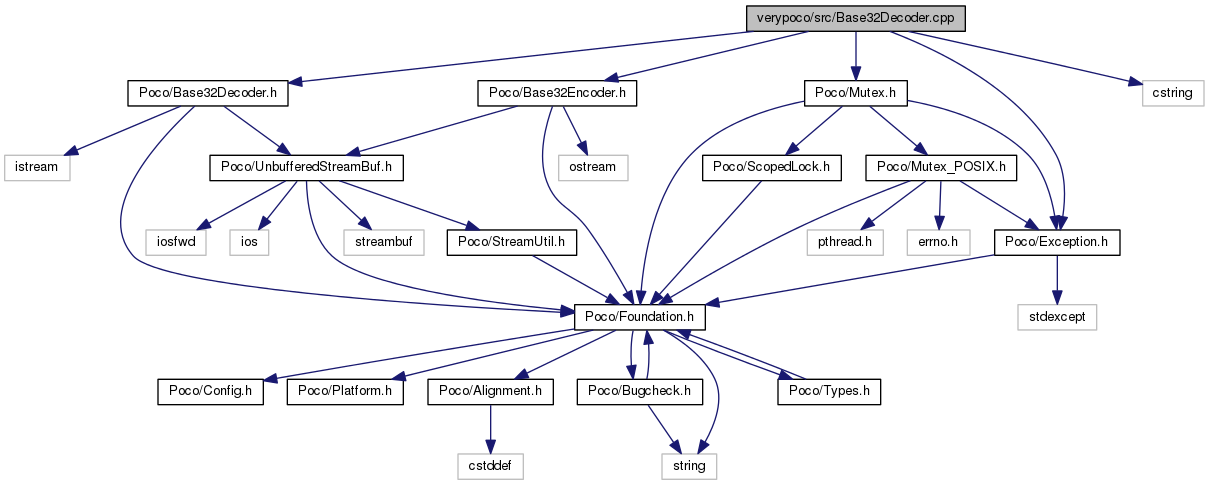 verypoco/src/Base32Decoder.cpp
Poco/Base32Decoder.h
Poco/Base32Encoder.h
Poco/Mutex.h
cstring
istream
Poco/UnbufferedStreamBuf.h
ostream
Poco/ScopedLock.h
Poco/Mutex_POSIX.h
iosfwd
ios
streambuf
Poco/StreamUtil.h
pthread.h
errno.h
Poco/Exception.h
Poco/Foundation.h
stdexcept
Poco/Config.h
Poco/Platform.h
Poco/Alignment.h
Poco/Bugcheck.h
Poco/Types.h
cstddef
string